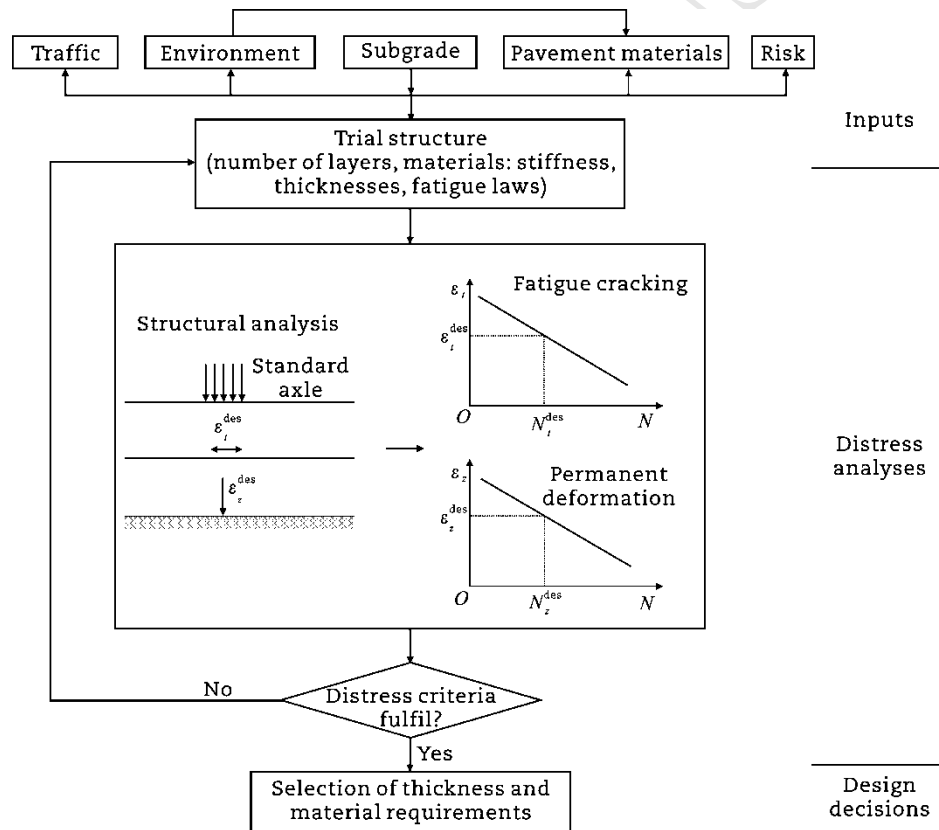 Traffic
Environment
Subgrade
Pavement materials
Risk
Inputs
Trial structure
(number of layers, materials: stiffness,
thicknesses, fatigue laws)
Structural analysis
Standard
axle
ε_t^des
ε_z^des
ε_t
Fatigue cracking
ε_t^des
O
N_t^des
N
ε_z
Permanent
deformation
ε_z^des
O
N_z^des
N
Distress
analyses
No
Distress criteria
fulfil?
Yes
Selection of thickness and
material requirements
Design
decisions